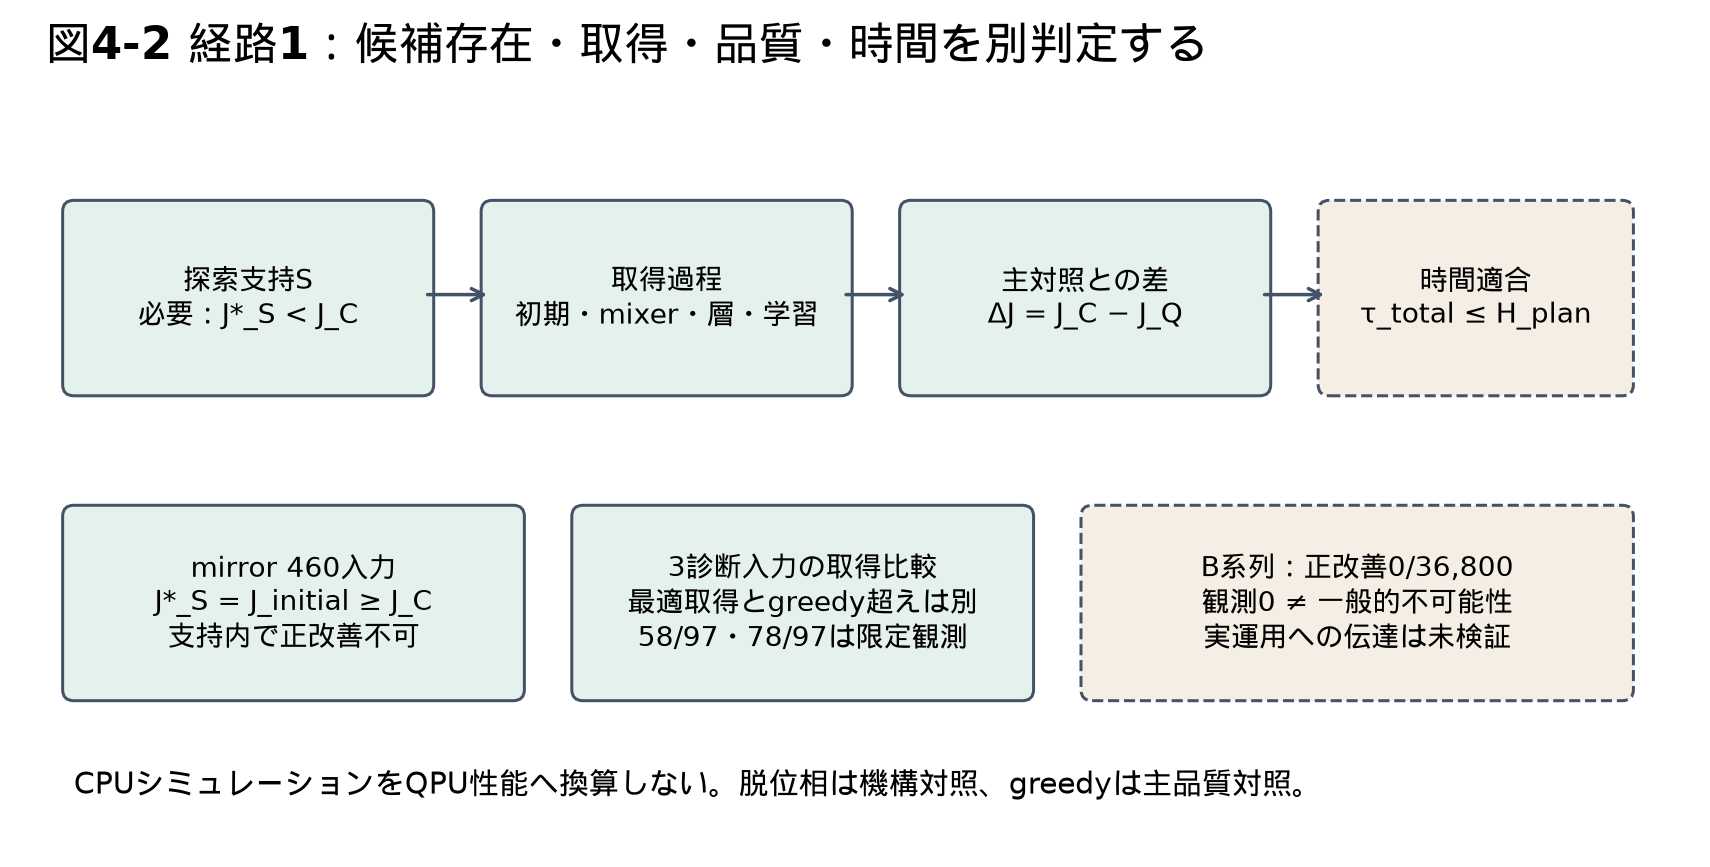 図4-2 経路1：候補存在・取得・品質・時間を別判定する
探索支持S
必要：J*_S < J_C
取得過程
初期・mixer・層・学習
主対照との差
ΔJ = J_C − J_Q
時間適合
τ_total ≤ H_plan
mirror 460入力
J*_S = J_initial ≥ J_C
支持内で正改善不可
3診断入力の取得比較
最適取得とgreedy超えは別
58/97・78/97は限定観測
B系列：正改善0/36,800
観測0 ≠ 一般的不可能性
実運用への伝達は未検証
CPUシミュレーションをQPU性能へ換算しない。脱位相は機構対照、greedyは主品質対照。